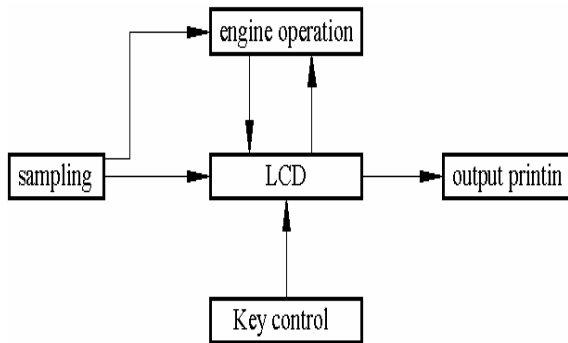 engine operation
sampling
LCD
output printin
Key control